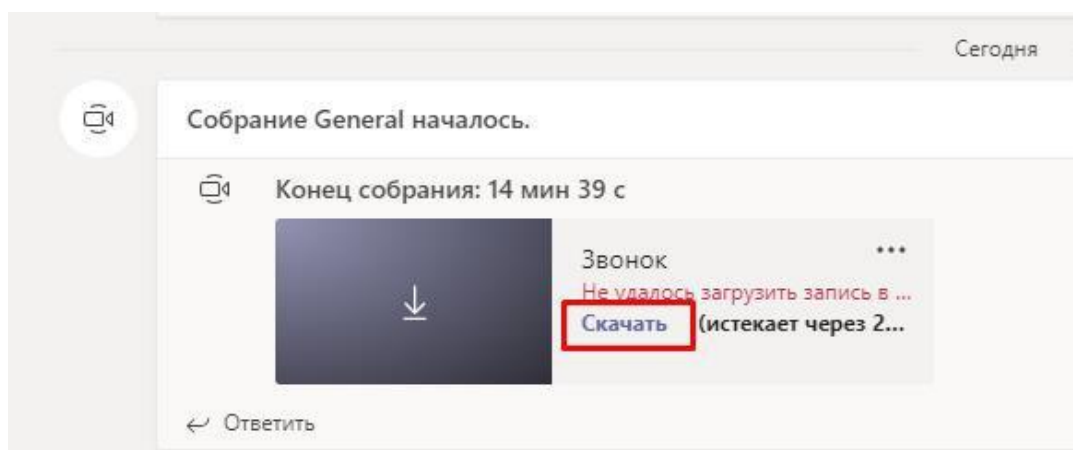 Сегодня
Собрание General началось.
Конец собрания: 14 мин 39 с
Звонок
Не удалось загрузить запись в ...
Скачать (истекает через 2...
Ответить